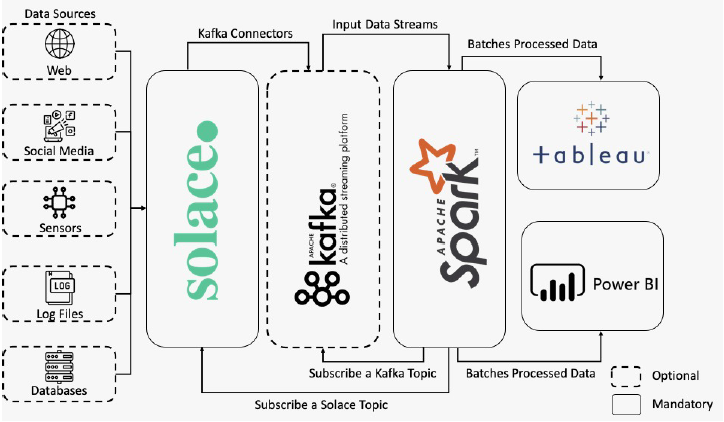 Data Sources
Web
Social Media
Sensors
Log Files
LOG
Databases
Kafka Connectors
Input Data Streams
Batches Processed Data
solace.
APACHE
kafka®
A distributed streaming platform
APACHE
Spark™
+ableau
Power BI
Subscribe a Kafka Topic
Batches Processed Data
Subscribe a Solace Topic
Optional
Mandatory